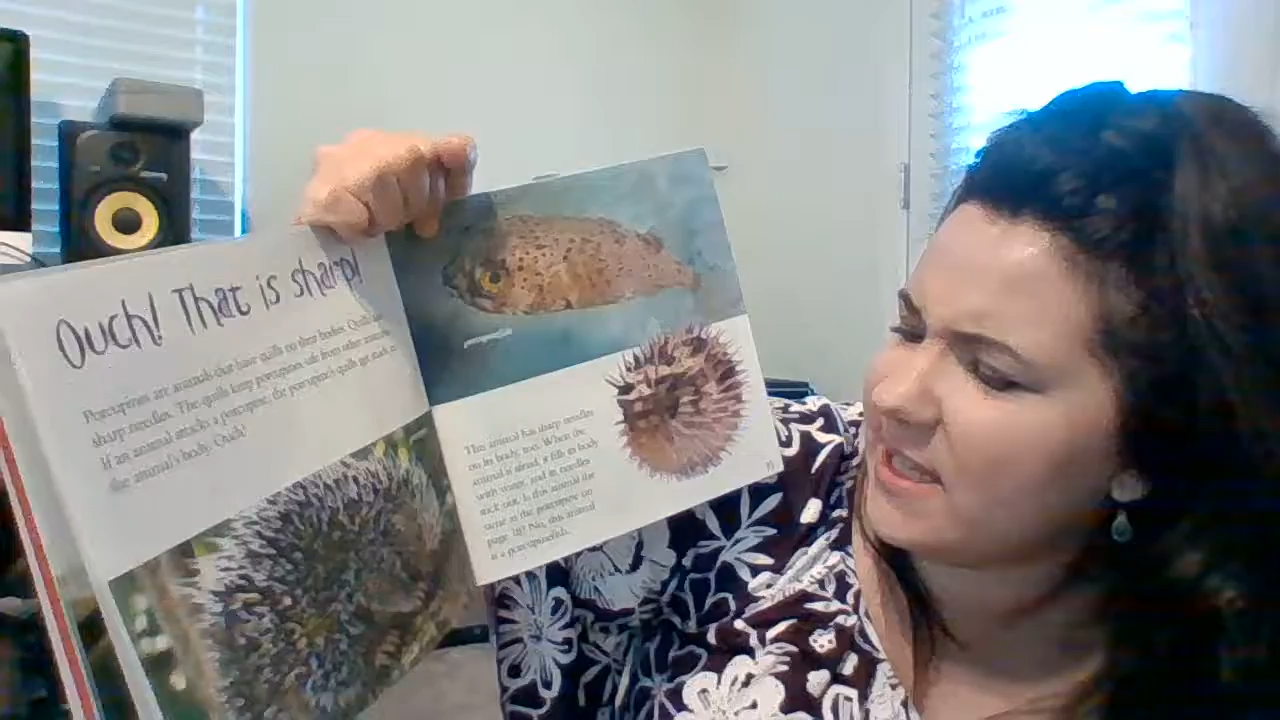 Ouch! That is sharp!
Porcupines are animals that have quills on their bodies. Quills
sharp needles. The quills keep porcupines safe from other animals.
If an animal attacks a porcupine, the porcupine's quills get stuck in
the animal's body. Ouch!
This animal has sharp needles
on its body, too. When the
animal is afraid, it fills its body
with water, and its needles
stick out. Is this animal the
same as the porcupine on
page 10? No, this animal
is a porcupinefish.